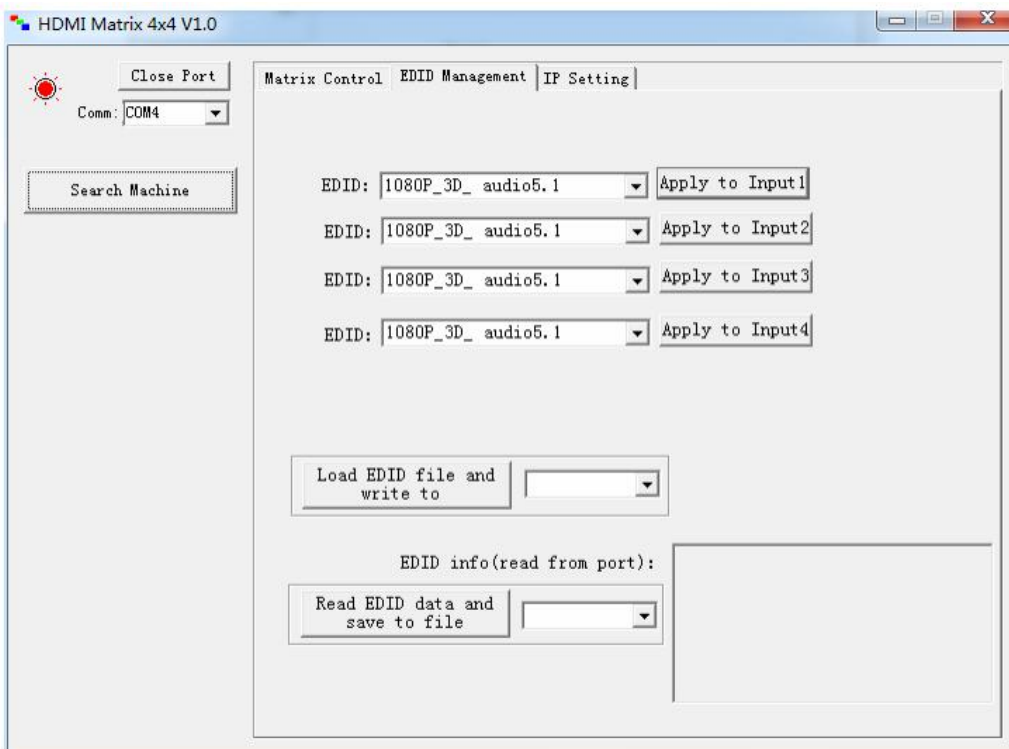 HDMI Matrix 4x4 V1.0
Close Port
Comm: COM4
Search Machine
Matrix Control EDID Management IP Setting
EDID: 1080P_3D_ audio5.1 Apply to Input1
EDID: 1080P_3D_ audio5.1 Apply to Input2
EDID: 1080P_3D_ audio5.1 Apply to Input3
EDID: 1080P_3D_ audio5.1 Apply to Input4
Load EDID file and
write to
EDID info(read from port):
Read EDID data and
save to file